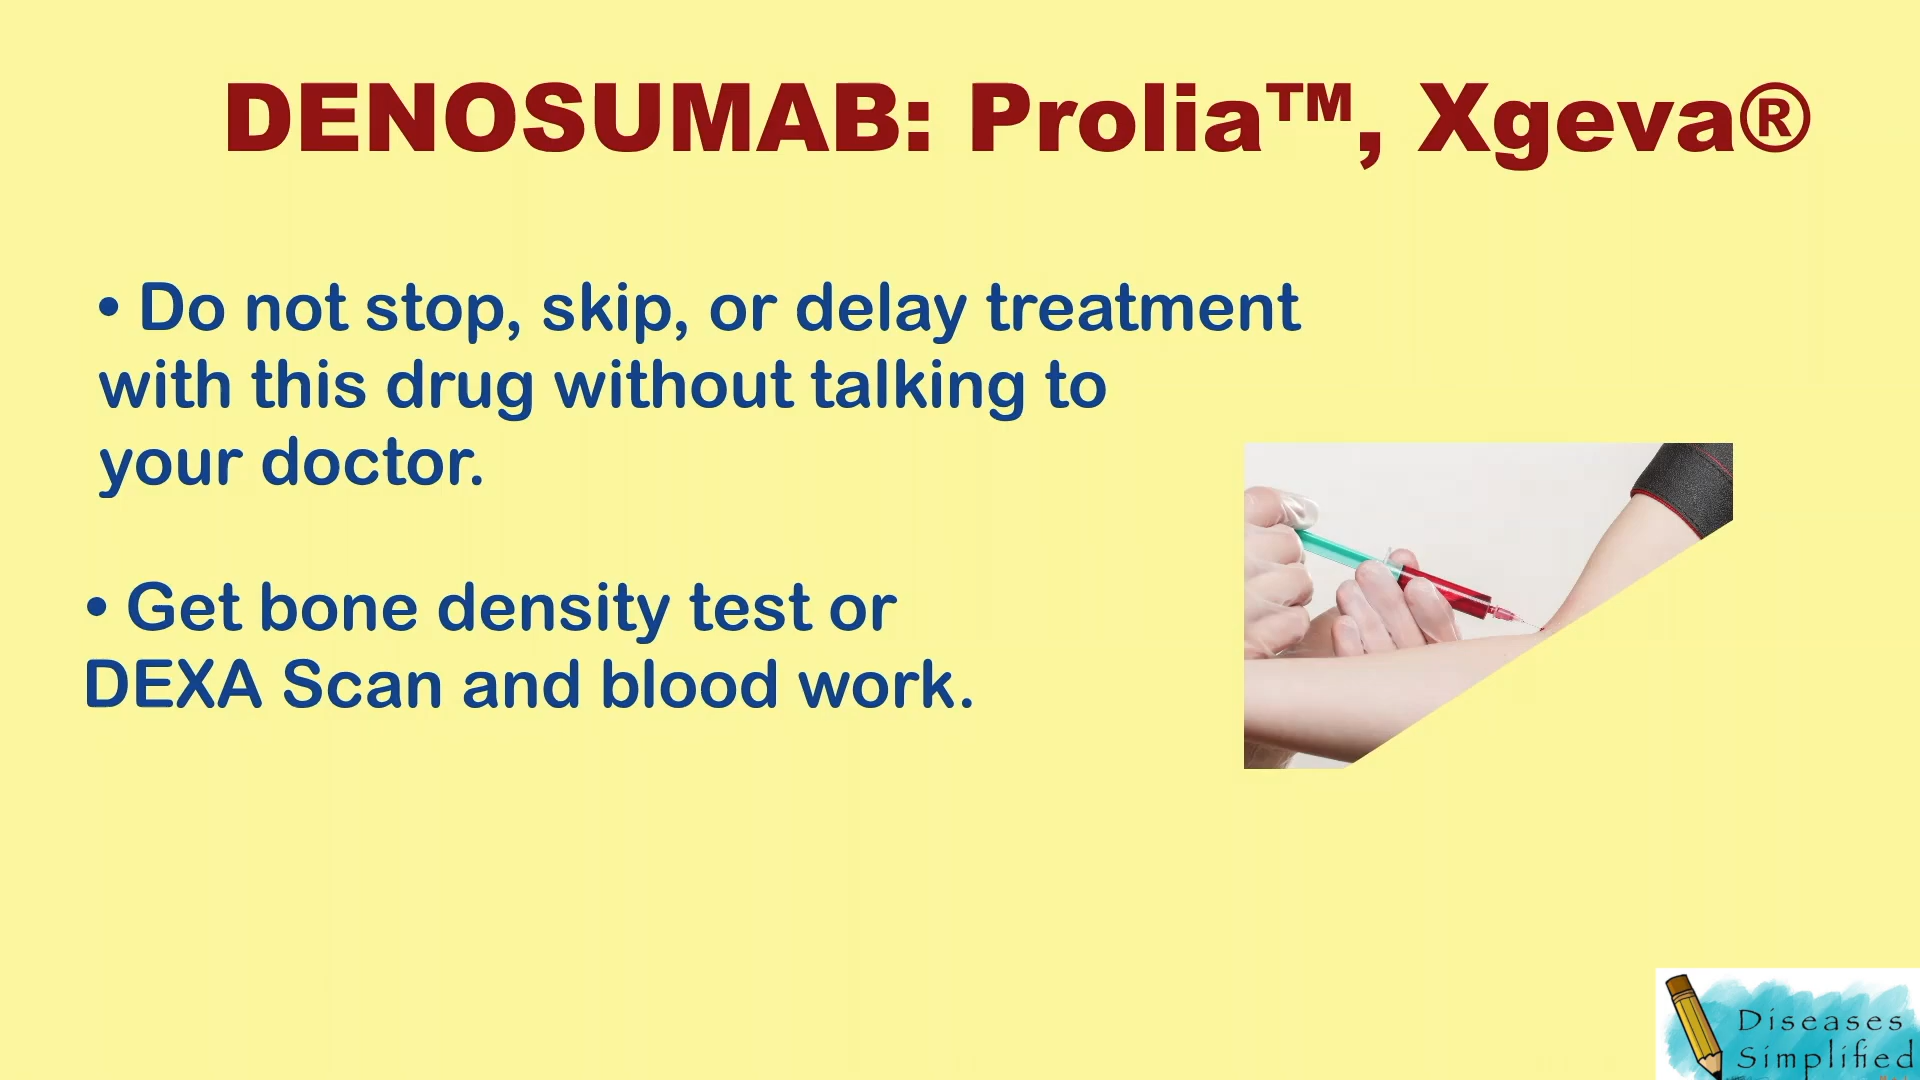 DENOSUMAB: Prolia™, Xgeva®
• Do not stop, skip, or delay treatment
with this drug without talking to
your doctor.
• Get bone density test or
DEXA Scan and blood work.
Diseases
Simplified